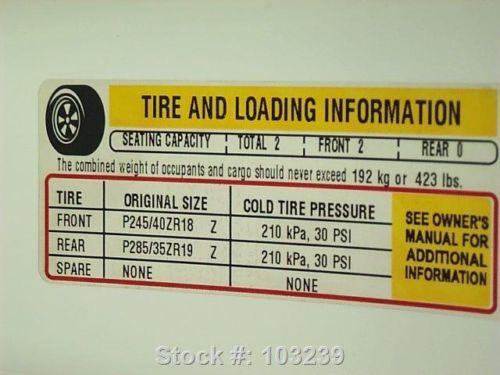 TIRE AND LOADING INFORMATION
SEATING CAPACITY TOTAL 2 FRONT 2 REAR 0
The combined weight of occupants and cargo should never exceed 192 kg or 423 lbs.
TIRE ORIGINAL SIZE COLD TIRE PRESSURE
FRONT P245/40ZR18 Z 210 kPa, 30 PSI
REAR P285/35ZR19 Z 210 kPa, 30 PSI
SPARE NONE NONE
SEE OWNER'S
MANUAL FOR
ADDITIONAL
INFORMATION
Stock #: 103239